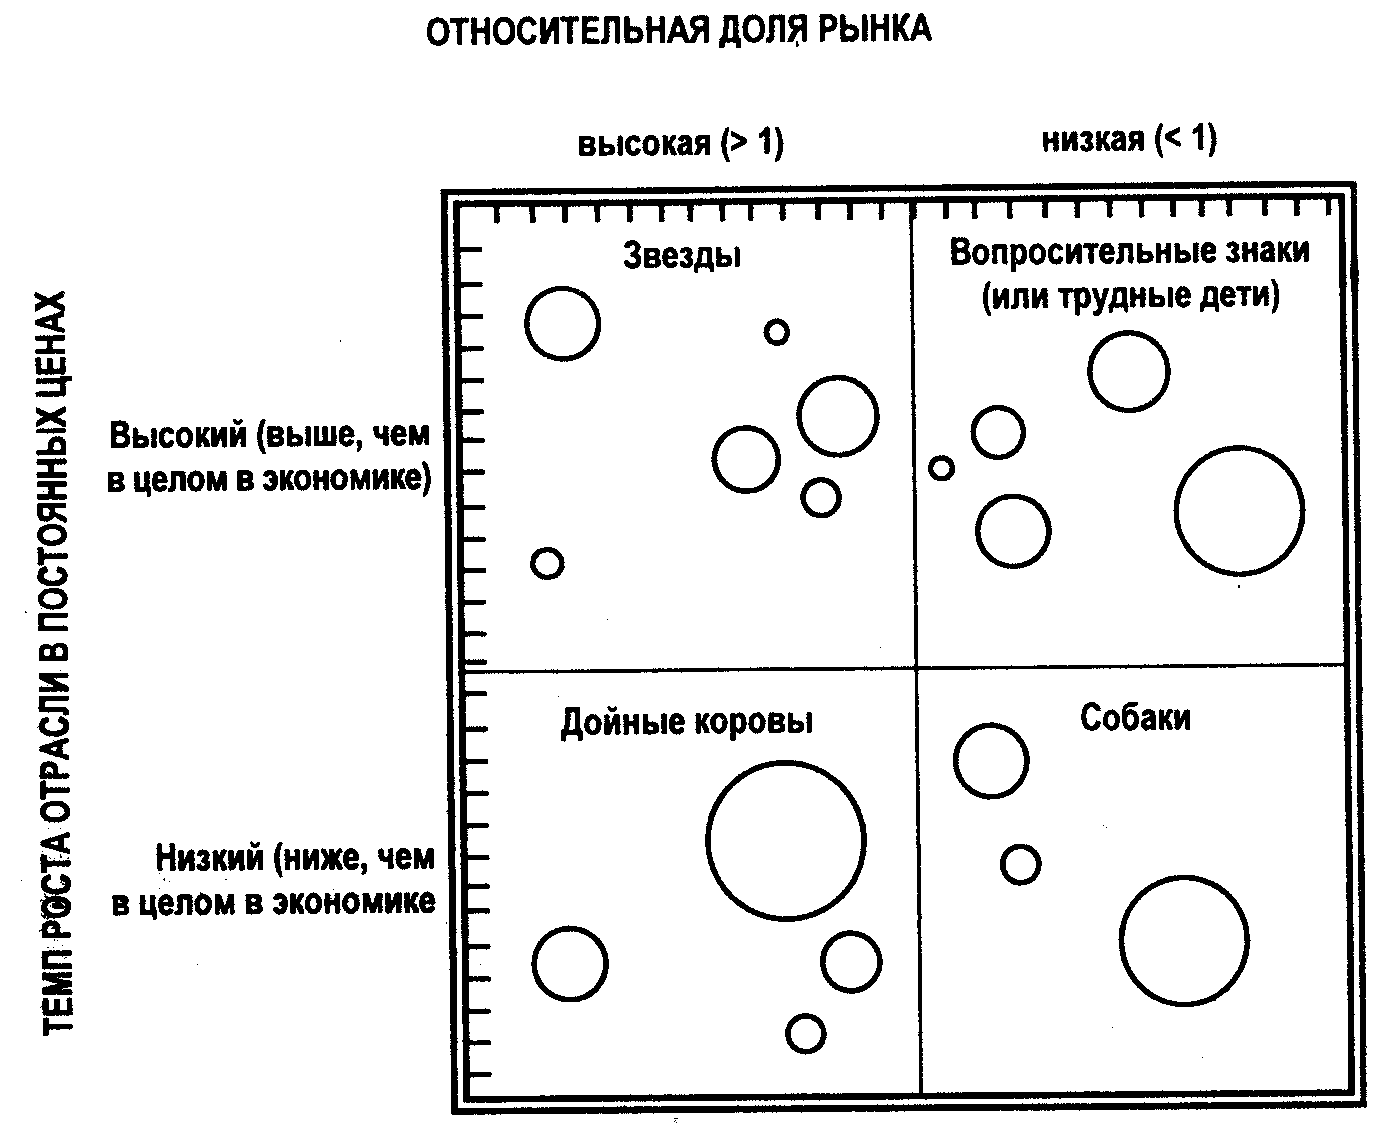 ОТНОСИТЕЛЬНАЯ ДОЛЯ РЫНКА
высокая (> 1)
низкая (< 1)
Звезды
Вопросительные знаки
(или трудные дети)
ТЕМП РОСТА ОТРАСЛИ В ПОСТОЯННЫХ ЦЕНАХ
Высокий (выше, чем
в целом в экономике)
Дойные коровы
Собаки
Низкий (ниже, чем
в целом в экономике